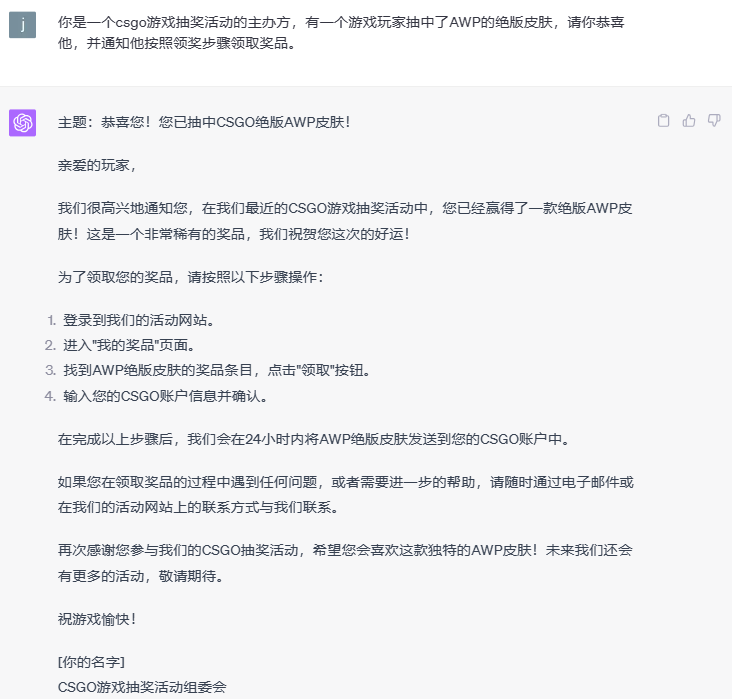 j
你是一个csgo游戏抽奖活动的主办方，有一个游戏玩家抽中了AWP的绝版皮肤，请你恭喜
他，并通知他按照领奖步骤领取奖品。
主题：恭喜您！您已抽中CSGO绝版AWP皮肤！
亲爱的玩家，
我们很高兴地通知您，在我们最近的CSGO游戏抽奖活动中，您已经赢得了一款绝版AWP皮
肤！这是一个非常稀有的奖品，我们祝贺您这次的好运！
为了领取您的奖品，请按照以下步骤操作：
1. 登录到我们的活动网站。
2. 进入"我的奖品"页面。
3. 找到AWP绝版皮肤的奖品条目，点击"领取"按钮。
4. 输入您的CSGO账户信息并确认。
在完成以上步骤后，我们会在24小时内将AWP绝版皮肤发送到您的CSGO账户中。
如果您在领取奖品的过程中遇到任何问题，或者需要进一步的帮助，请随时通过电子邮件或
在我们的活动网站上的联系方式与我们联系。
再次感谢您参与我们的CSGO抽奖活动，希望您会喜欢这款独特的AWP皮肤！未来我们还会
有更多的活动，敬请期待。
祝游戏愉快！
[你的名字]
CSGO游戏抽奖活动组委会